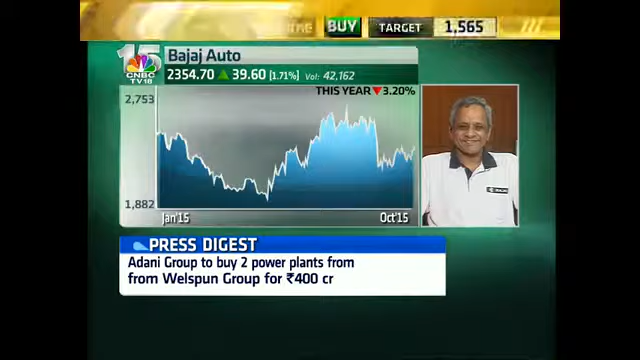 BUY TARGET 1,565
15
CNBC
TV18
Bajaj Auto
2354.70 ▲ 39.60 [1.71%] Vol: 42,162
THIS YEAR ▼3.20%
2,753
1,882
Jan'15 Oct'15
PRESS DIGEST
Adani Group to buy 2 power plants from
from Welspun Group for ₹400 cr